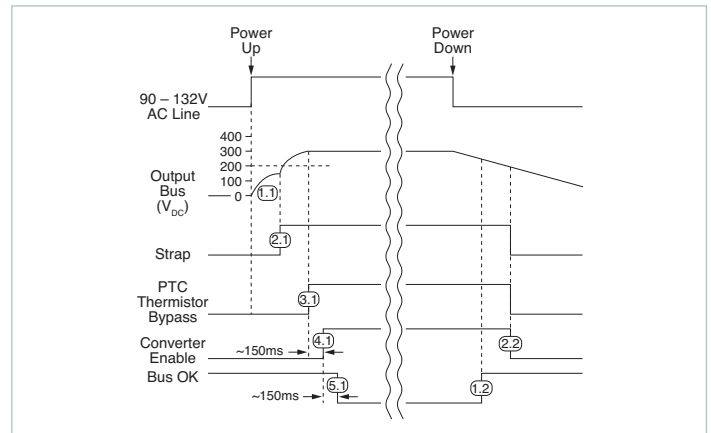 Power
Up
Power
Down
90 – 132V
AC Line
400
300
200
100
0
Output
Bus
(VDC)
1.1
Strap
2.1
PTC
Thermistor
Bypass
3.1
Converter
Enable
4.1
2.2
~150ms
Bus OK
5.1
1.2
~150ms